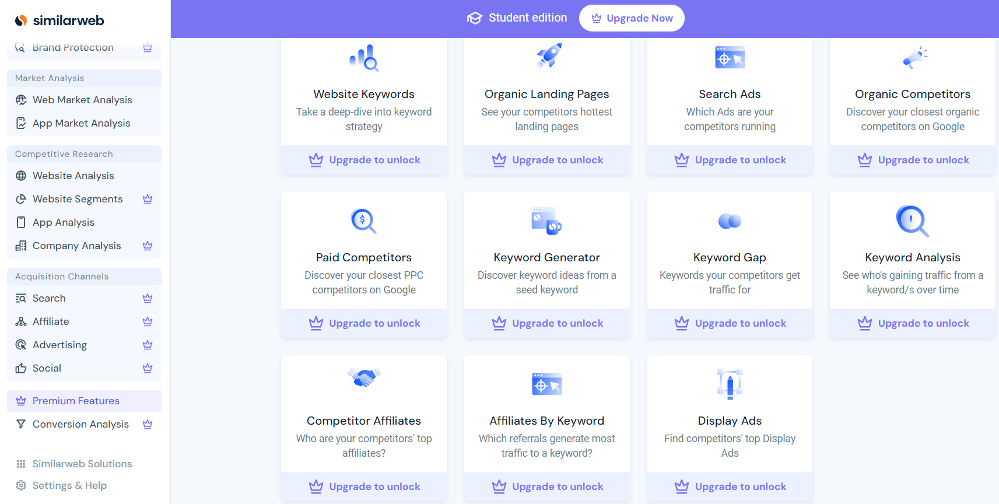 similarweb
Student edition
Upgrade Now
Brand Protection
Market Analysis
Web Market Analysis
App Market Analysis
Competitive Research
Website Analysis
Website Segments
App Analysis
Company Analysis
Acquisition Channels
Search
Affiliate
Advertising
Social
Premium Features
Conversion Analysis
Similarweb Solutions
Settings & Help
Website Keywords
Take a deep-dive into keyword
strategy
Upgrade to unlock
Organic Landing Pages
See your competitors hottest
landing pages
Upgrade to unlock
Search Ads
Which Ads are your
competitors running
Upgrade to unlock
Organic Competitors
Discover your closest organic
competitors on Google
Upgrade to unlock
Paid Competitors
Discover your closest PPC
competitors on Google
Upgrade to unlock
Keyword Generator
Discover keyword ideas from a
seed keyword
Upgrade to unlock
Keyword Gap
Keywords your competitors get
traffic for
Upgrade to unlock
Keyword Analysis
See who's gaining traffic from a
keyword/s over time
Upgrade to unlock
Competitor Affiliates
Who are your competitors' top
affiliates?
Upgrade to unlock
Affiliates By Keyword
Which referrals generate most
traffic to a keyword?
Upgrade to unlock
Display Ads
Find competitors' top Display
Ads
Upgrade to unlock